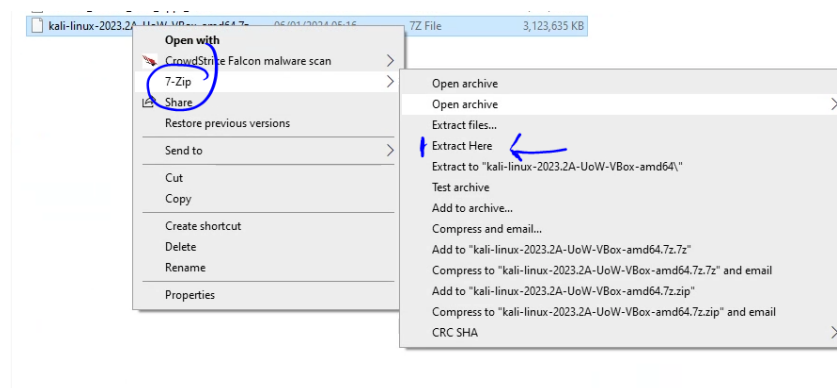 kali-linux-2023.2A-UoW-VBox-amd64.7z 06/01/2024 05:16 7Z File 3,123,635 KB
Open with
CrowdStrike Falcon malware scan
7-Zip
Share
Restore previous versions
Send to
Cut
Copy
Create shortcut
Delete
Rename
Properties
Open archive
Open archive
Extract files...
Extract Here
Extract to "kali-linux-2023.2A-UoW-VBox-amd64\"
Test archive
Add to archive...
Compress and email...
Add to "kali-linux-2023.2A-UoW-VBox-amd64.7z.7z"
Compress to "kali-linux-2023.2A-UoW-VBox-amd64.7z.7z" and email
Add to "kali-linux-2023.2A-UoW-VBox-amd64.7z.zip"
Compress to "kali-linux-2023.2A-UoW-VBox-amd64.7z.zip" and email
CRC SHA